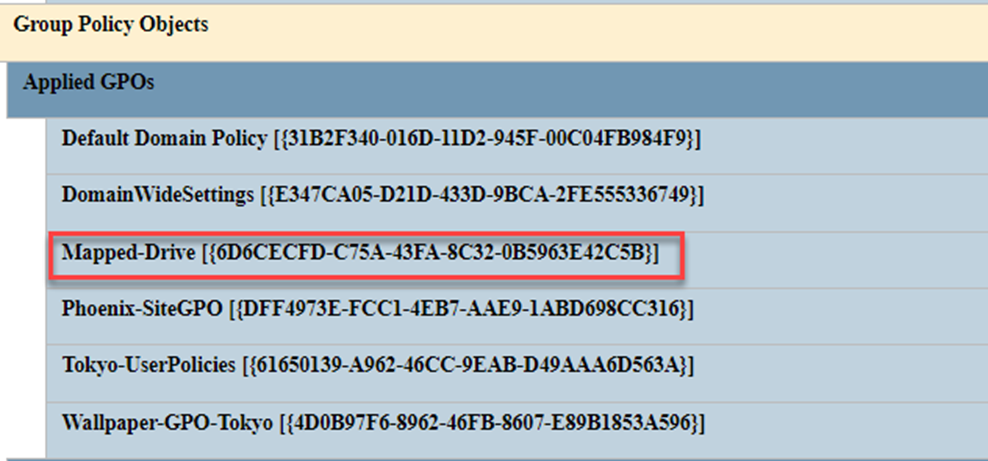 Group Policy Objects
Applied GPOs
Default Domain Policy [{31B2F340-016D-11D2-945F-00C04FB984F9}]
DomainWideSettings [{E347CA05-D21D-433D-9BCA-2FE555336749}]
Mapped-Drive [{6D6CECFD-C75A-43FA-8C32-0B5963E42C5B}]
Phoenix-SiteGPO [{DFF4973E-FCC1-4EB7-AAE9-1ABD698CC316}]
Tokyo-UserPolicies [{61650139-A962-46CC-9EAB-D49AAA6D563A}]
Wallpaper-GPO-Tokyo [{4D0B97F6-8962-46FB-8607-E89B1853A596}]